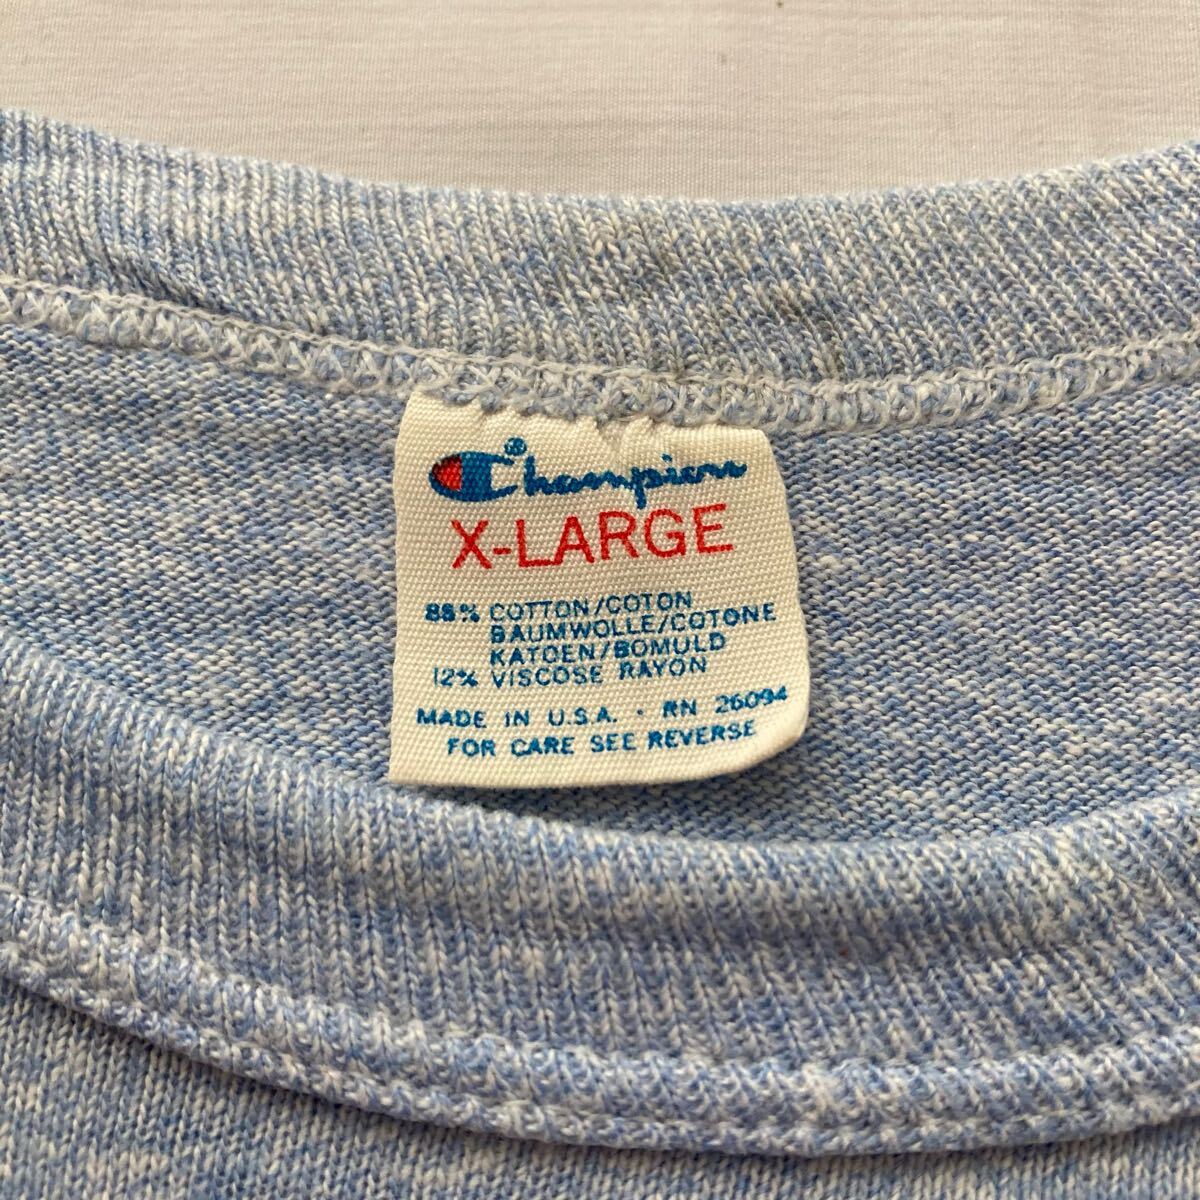 Champion®
X-LARGE
88% COTTON/COTON
BAUMWOLLE/COTONE
KATOEN/BOMULD
12% VISCOSE RAYON
MADE IN U.S.A. · RN 26094
FOR CARE SEE REVERSE